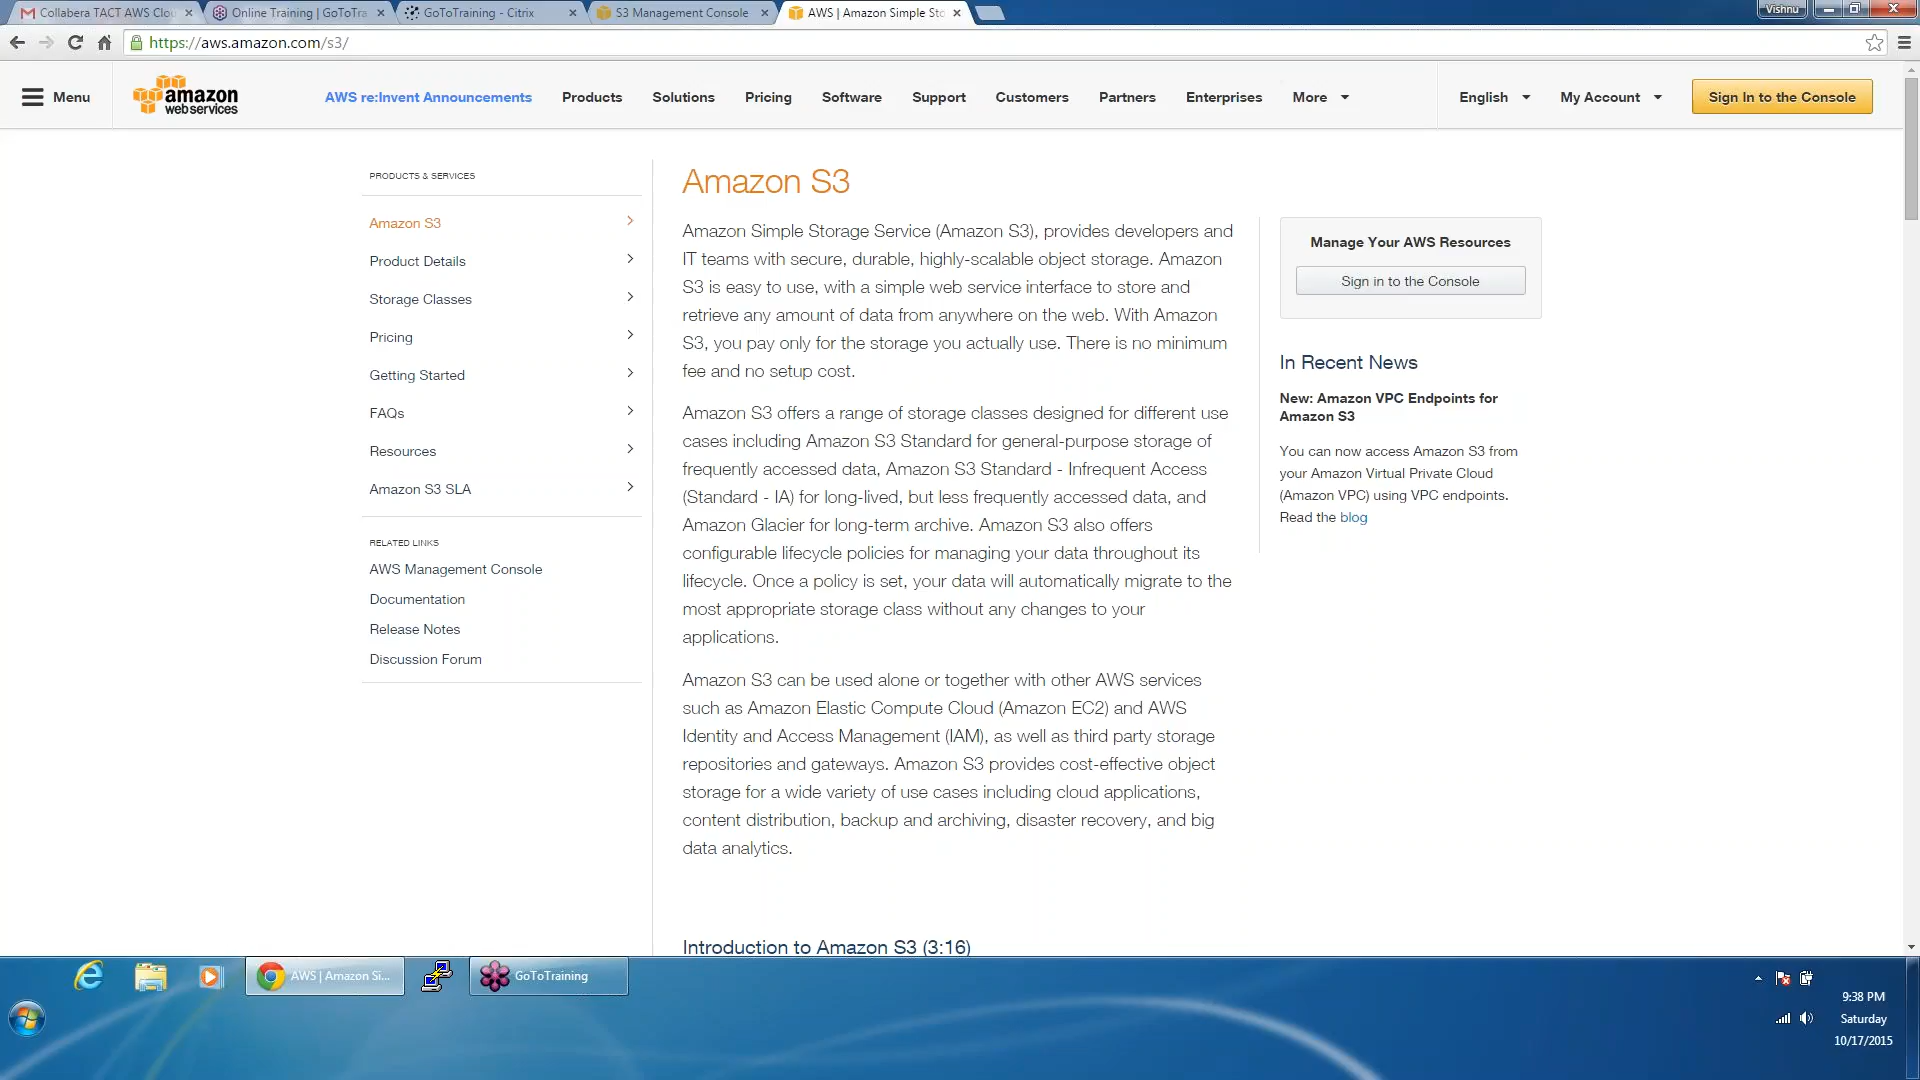 Collabera TACT AWS Clou
Online Training | GoToTra
GoToTraining - Citrix
S3 Management Console
AWS | Amazon Simple Sto
Vishnu
https://aws.amazon.com/s3/
Menu
amazon
web services
AWS re:Invent Announcements
Products
Solutions
Pricing
Software
Support
Customers
Partners
Enterprises
More
English
My Account
Sign In to the Console
PRODUCTS & SERVICES
Amazon S3
Product Details
Storage Classes
Pricing
Getting Started
FAQs
Resources
Amazon S3 SLA
RELATED LINKS
AWS Management Console
Documentation
Release Notes
Discussion Forum
Amazon S3
Amazon Simple Storage Service (Amazon S3), provides developers and
IT teams with secure, durable, highly-scalable object storage. Amazon
S3 is easy to use, with a simple web service interface to store and
retrieve any amount of data from anywhere on the web. With Amazon
S3, you pay only for the storage you actually use. There is no minimum
fee and no setup cost.
Amazon S3 offers a range of storage classes designed for different use
cases including Amazon S3 Standard for general-purpose storage of
frequently accessed data, Amazon S3 Standard - Infrequent Access
(Standard - IA) for long-lived, but less frequently accessed data, and
Amazon Glacier for long-term archive. Amazon S3 also offers
configurable lifecycle policies for managing your data throughout its
lifecycle. Once a policy is set, your data will automatically migrate to the
most appropriate storage class without any changes to your
applications.
Amazon S3 can be used alone or together with other AWS services
such as Amazon Elastic Compute Cloud (Amazon EC2) and AWS
Identity and Access Management (IAM), as well as third party storage
repositories and gateways. Amazon S3 provides cost-effective object
storage for a wide variety of use cases including cloud applications,
content distribution, backup and archiving, disaster recovery, and big
data analytics.
Introduction to Amazon S3 (3:16)
Manage Your AWS Resources
Sign in to the Console
In Recent News
New: Amazon VPC Endpoints for
Amazon S3
You can now access Amazon S3 from
your Amazon Virtual Private Cloud
(Amazon VPC) using VPC endpoints.
Read the blog
AWS | Amazon Si...
GoToTraining
9:38 PM
Saturday
10/17/2015